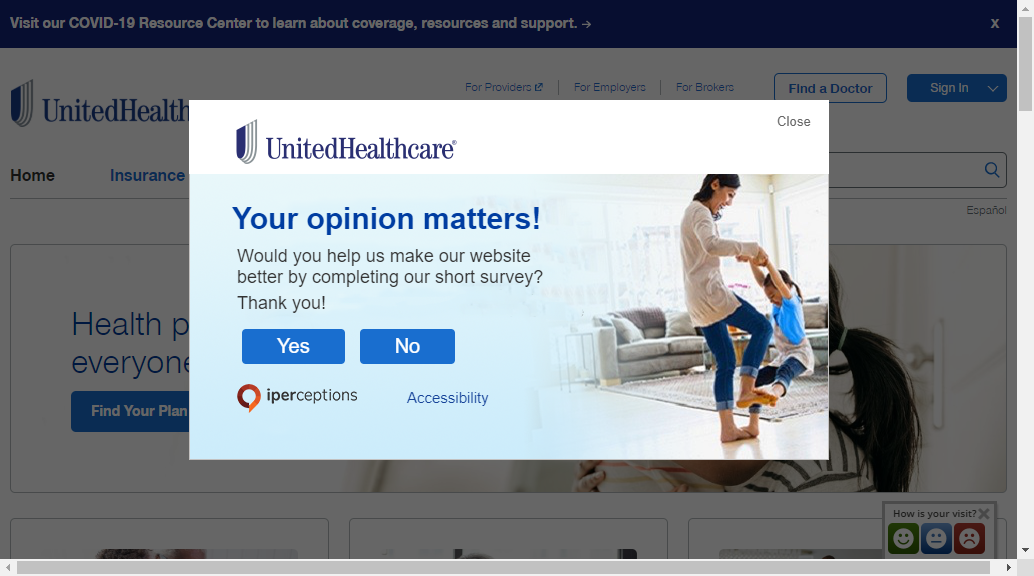 Visit our COVID-19 Resource Center to learn about coverage, resources and support. →
x
For Providers
For Employers
For Brokers
Find a Doctor
Sign In
UnitedHealth
Close
UnitedHealthcare®
Home
Insurance
Español
Your opinion matters!
Would you help us make our website
better by completing our short survey?
Thank you!
Yes
No
iperceptions
Accessibility
Health p
everyone
Find Your Plan
How is your visit?